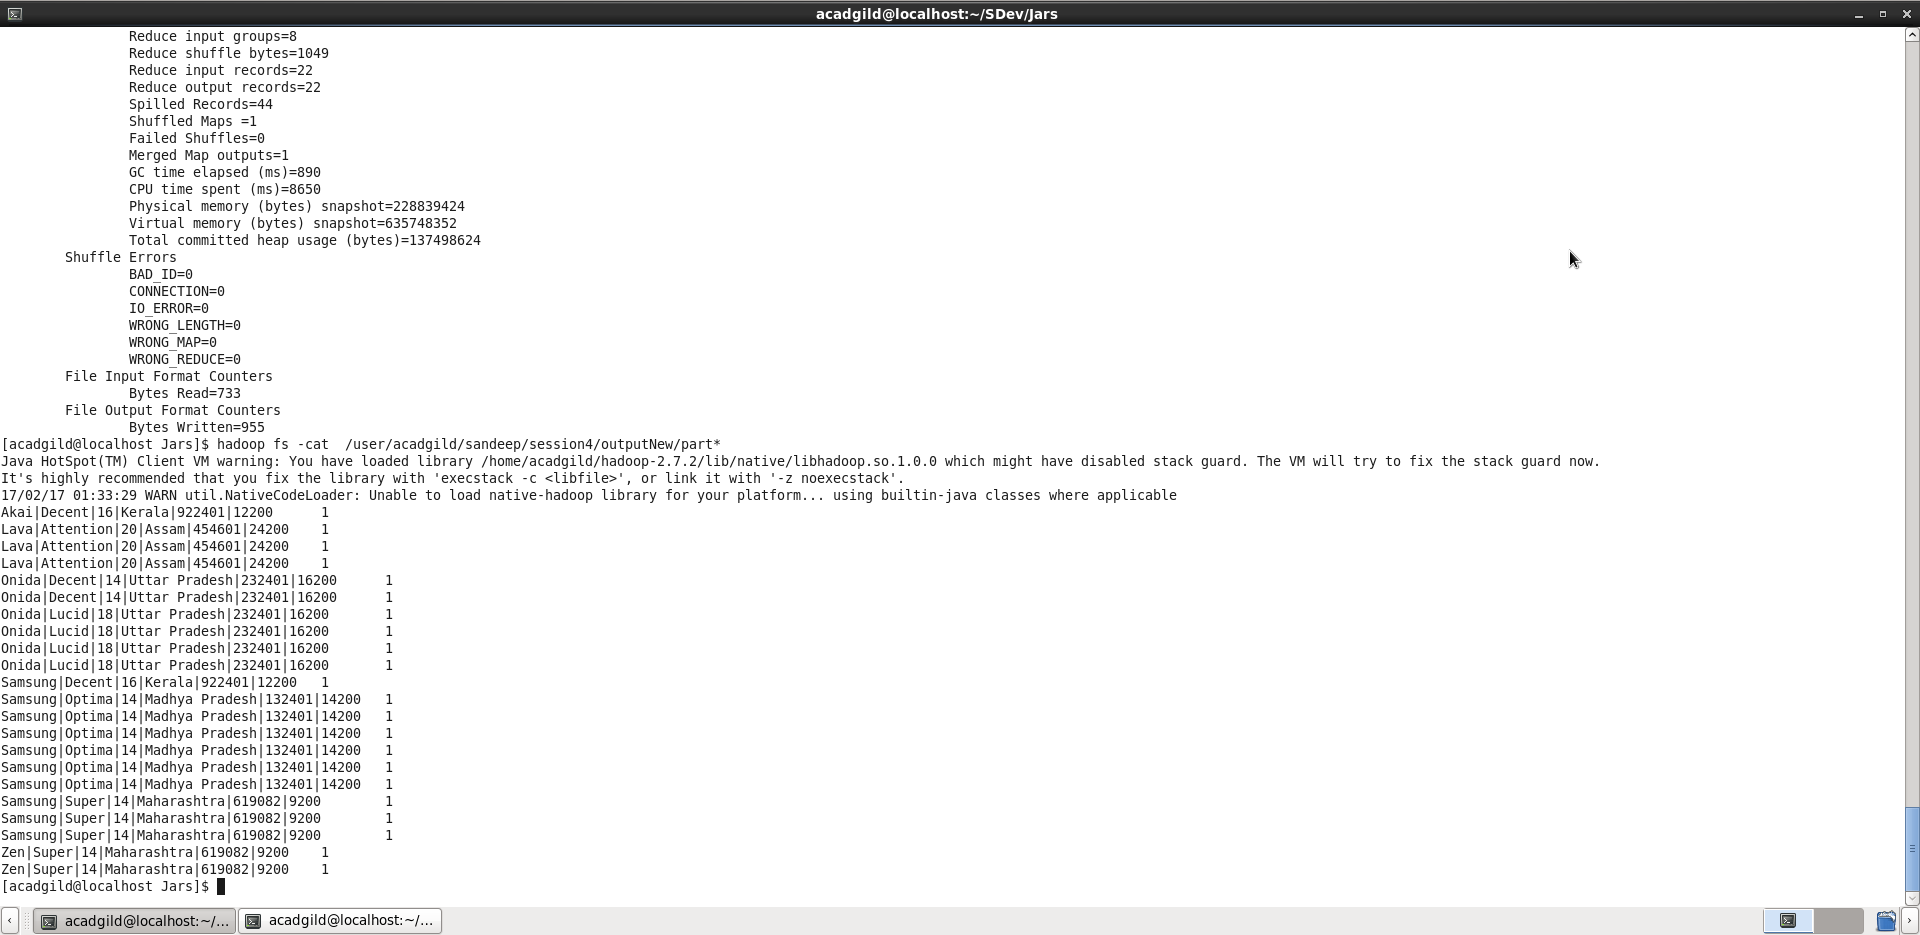 acadgild@localhost:~/SDev/Jars
Reduce input groups=8
Reduce shuffle bytes=1049
Reduce input records=22
Reduce output records=22
Spilled Records=44
Shuffled Maps =1
Failed Shuffles=0
Merged Map outputs=1
GC time elapsed (ms)=890
CPU time spent (ms)=8650
Physical memory (bytes) snapshot=228839424
Virtual memory (bytes) snapshot=635748352
Total committed heap usage (bytes)=137498624
Shuffle Errors
BAD_ID=0
CONNECTION=0
IO_ERROR=0
WRONG_LENGTH=0
WRONG_MAP=0
WRONG_REDUCE=0
File Input Format Counters
Bytes Read=733
File Output Format Counters
Bytes Written=955
[acadgild@localhost Jars]$ hadoop fs -cat  /user/acadgild/sandeep/session4/outputNew/part*
Java HotSpot(TM) Client VM warning: You have loaded library /home/acadgild/hadoop-2.7.2/lib/native/libhadoop.so.1.0.0 which might have disabled stack guard. The VM will try to fix the stack guard now.
It's highly recommended that you fix the library with 'execstack -c <libfile>', or link it with '-z noexecstack'.
17/02/17 01:33:29 WARN util.NativeCodeLoader: Unable to load native-hadoop library for your platform... using builtin-java classes where applicable
Akai|Decent|16|Kerala|922401|12200	1
Lava|Attention|20|Assam|454601|24200	1
Lava|Attention|20|Assam|454601|24200	1
Lava|Attention|20|Assam|454601|24200	1
Onida|Decent|14|Uttar Pradesh|232401|16200	1
Onida|Decent|14|Uttar Pradesh|232401|16200	1
Onida|Lucid|18|Uttar Pradesh|232401|16200	1
Onida|Lucid|18|Uttar Pradesh|232401|16200	1
Onida|Lucid|18|Uttar Pradesh|232401|16200	1
Onida|Lucid|18|Uttar Pradesh|232401|16200	1
Samsung|Decent|16|Kerala|922401|12200	1
Samsung|Optima|14|Madhya Pradesh|132401|14200	1
Samsung|Optima|14|Madhya Pradesh|132401|14200	1
Samsung|Optima|14|Madhya Pradesh|132401|14200	1
Samsung|Optima|14|Madhya Pradesh|132401|14200	1
Samsung|Optima|14|Madhya Pradesh|132401|14200	1
Samsung|Optima|14|Madhya Pradesh|132401|14200	1
Samsung|Super|14|Maharashtra|619082|9200	1
Samsung|Super|14|Maharashtra|619082|9200	1
Samsung|Super|14|Maharashtra|619082|9200	1
Zen|Super|14|Maharashtra|619082|9200	1
Zen|Super|14|Maharashtra|619082|9200	1
[acadgild@localhost Jars]$
acadgild@localhost:~/... acadgild@localhost:~/...